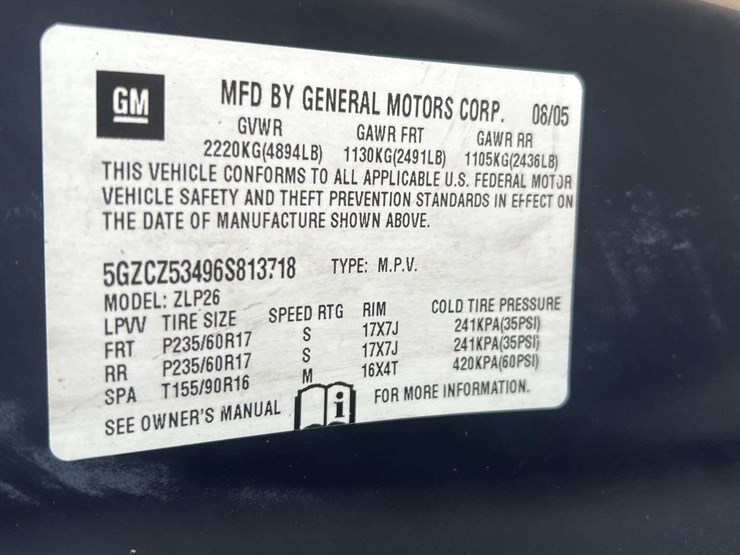 GM
MFD BY GENERAL MOTORS CORP. 08/05
GVWR GAWR FRT GAWR RR
2220KG(4894LB) 1130KG(2491LB) 1105KG(2436LB)
THIS VEHICLE CONFORMS TO ALL APPLICABLE U.S. FEDERAL MOTOR
VEHICLE SAFETY AND THEFT PREVENTION STANDARDS IN EFFECT ON
THE DATE OF MANUFACTURE SHOWN ABOVE.
5GZCZ53496S813718 TYPE: M.P.V.
MODEL: ZLP26
LPW TIRE SIZE SPEED RTG RIM COLD TIRE PRESSURE
FRT P235/60R17 S 17X7J 241KPA(35PSI)
RR P235/60R17 S 17X7J 241KPA(35PSI)
SPA T155/90R16 M 16X4T 420KPA(60PSI)
SEE OWNER'S MANUAL i FOR MORE INFORMATION.